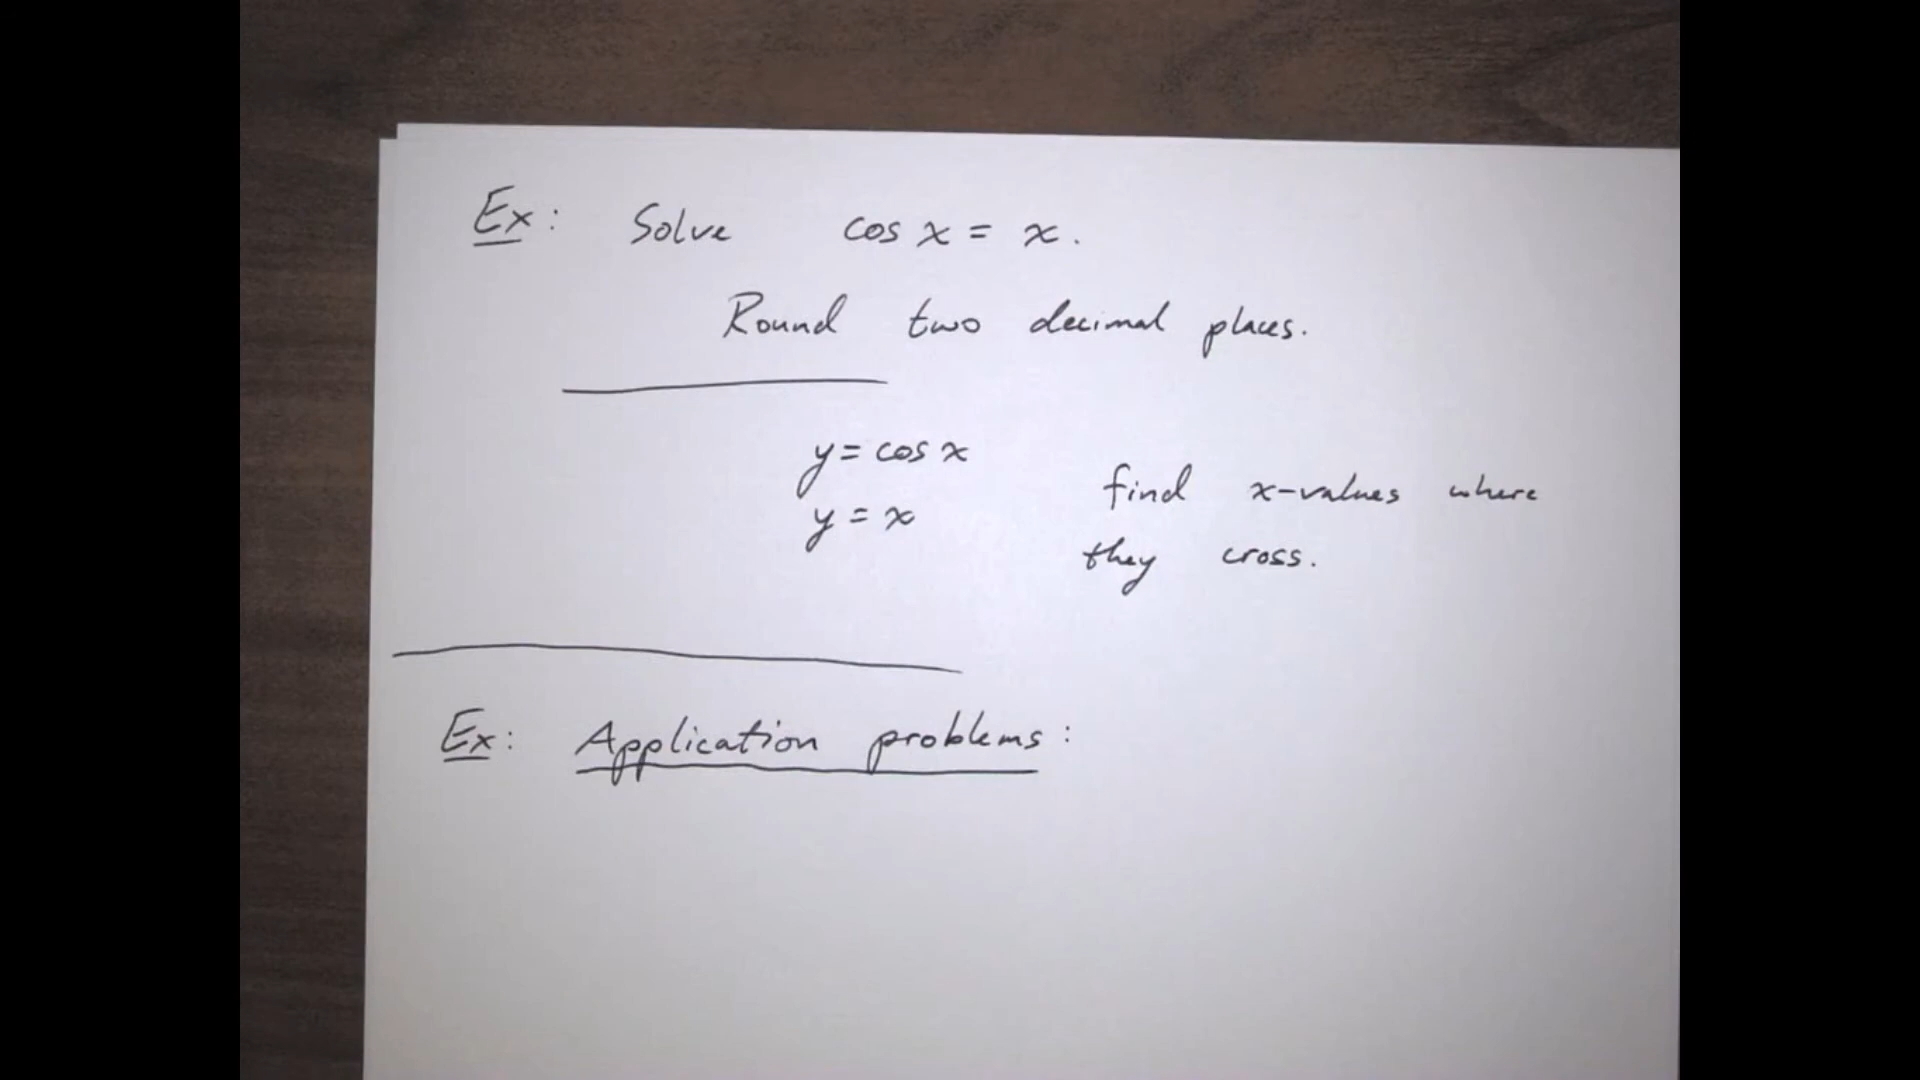 Ex: Solve cos x = x.
Round two decimal places.
y = cos x
y = x
find x-values where
they cross.
Ex: Application problems: